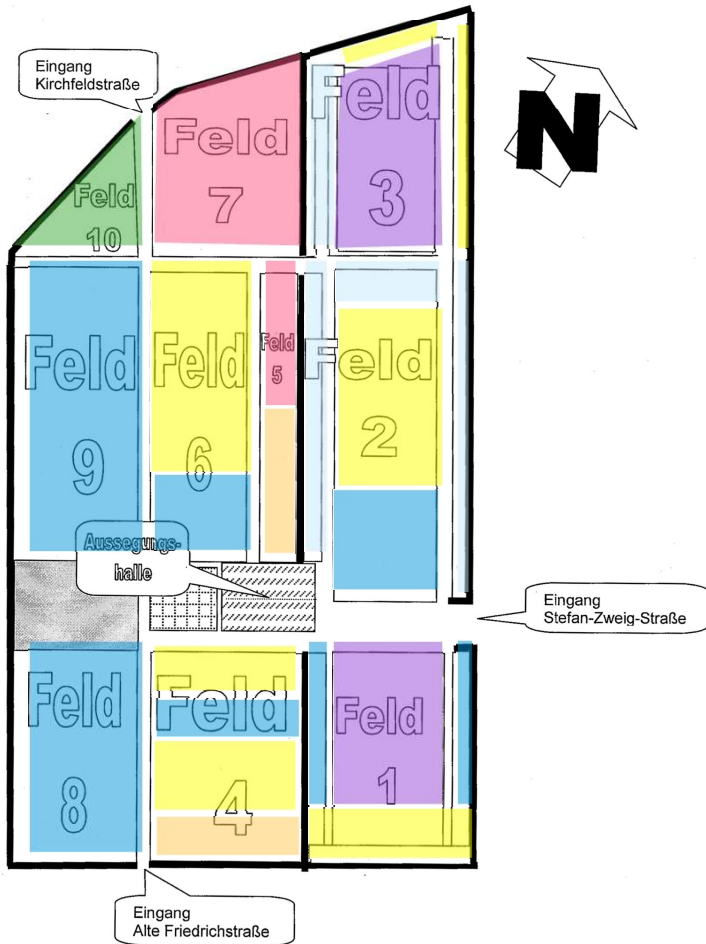 Eingang
Kirchfeldstraße
Feld
3
N
Feld
7
Feld
10
Feld
9
Feld
6
Feld
5
Feld
2
Aussegungs-
halle
Eingang
Stefan-Zweig-Straße
Feld
8
Feld
4
Feld
1
Eingang
Alte Friedrichstraße